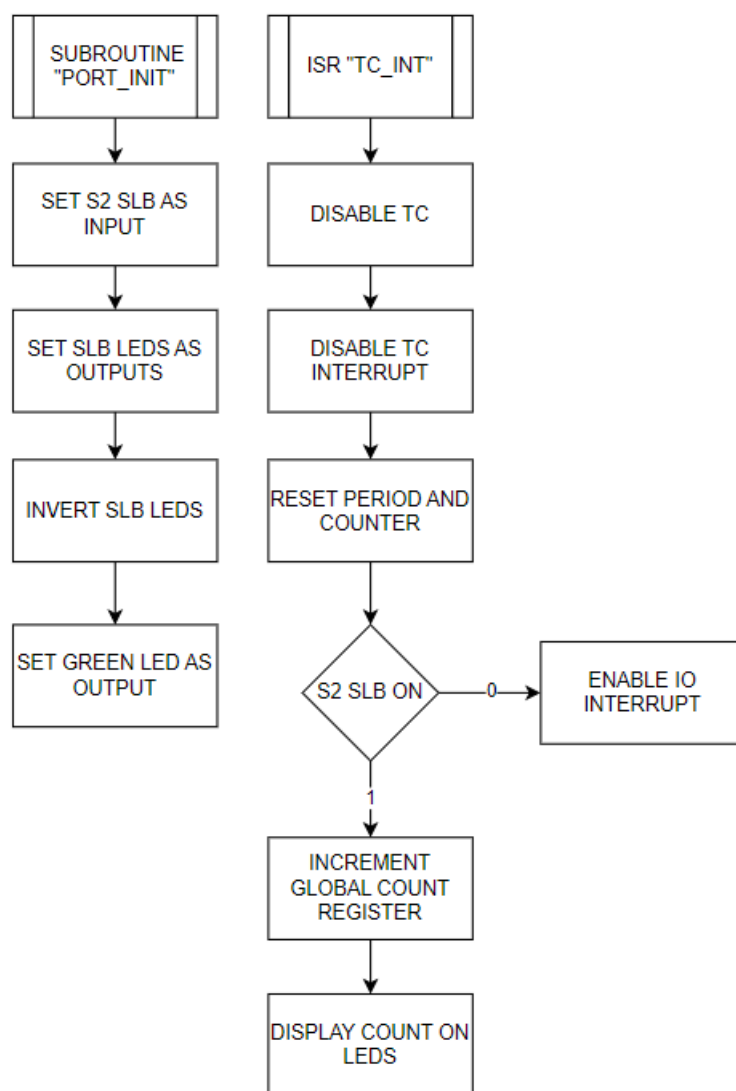 SUBROUTINE
"PORT_INIT"
SET S2 SLB AS
INPUT
SET SLB LEDS AS
OUTPUTS
INVERT SLB LEDS
SET GREEN LED AS
OUTPUT
ISR "TC_INT"
DISABLE TC
DISABLE TC
INTERRUPT
RESET PERIOD AND
COUNTER
S2 SLB ON
0
ENABLE IO
INTERRUPT
1
INCREMENT
GLOBAL COUNT
REGISTER
DISPLAY COUNT ON
LEDS